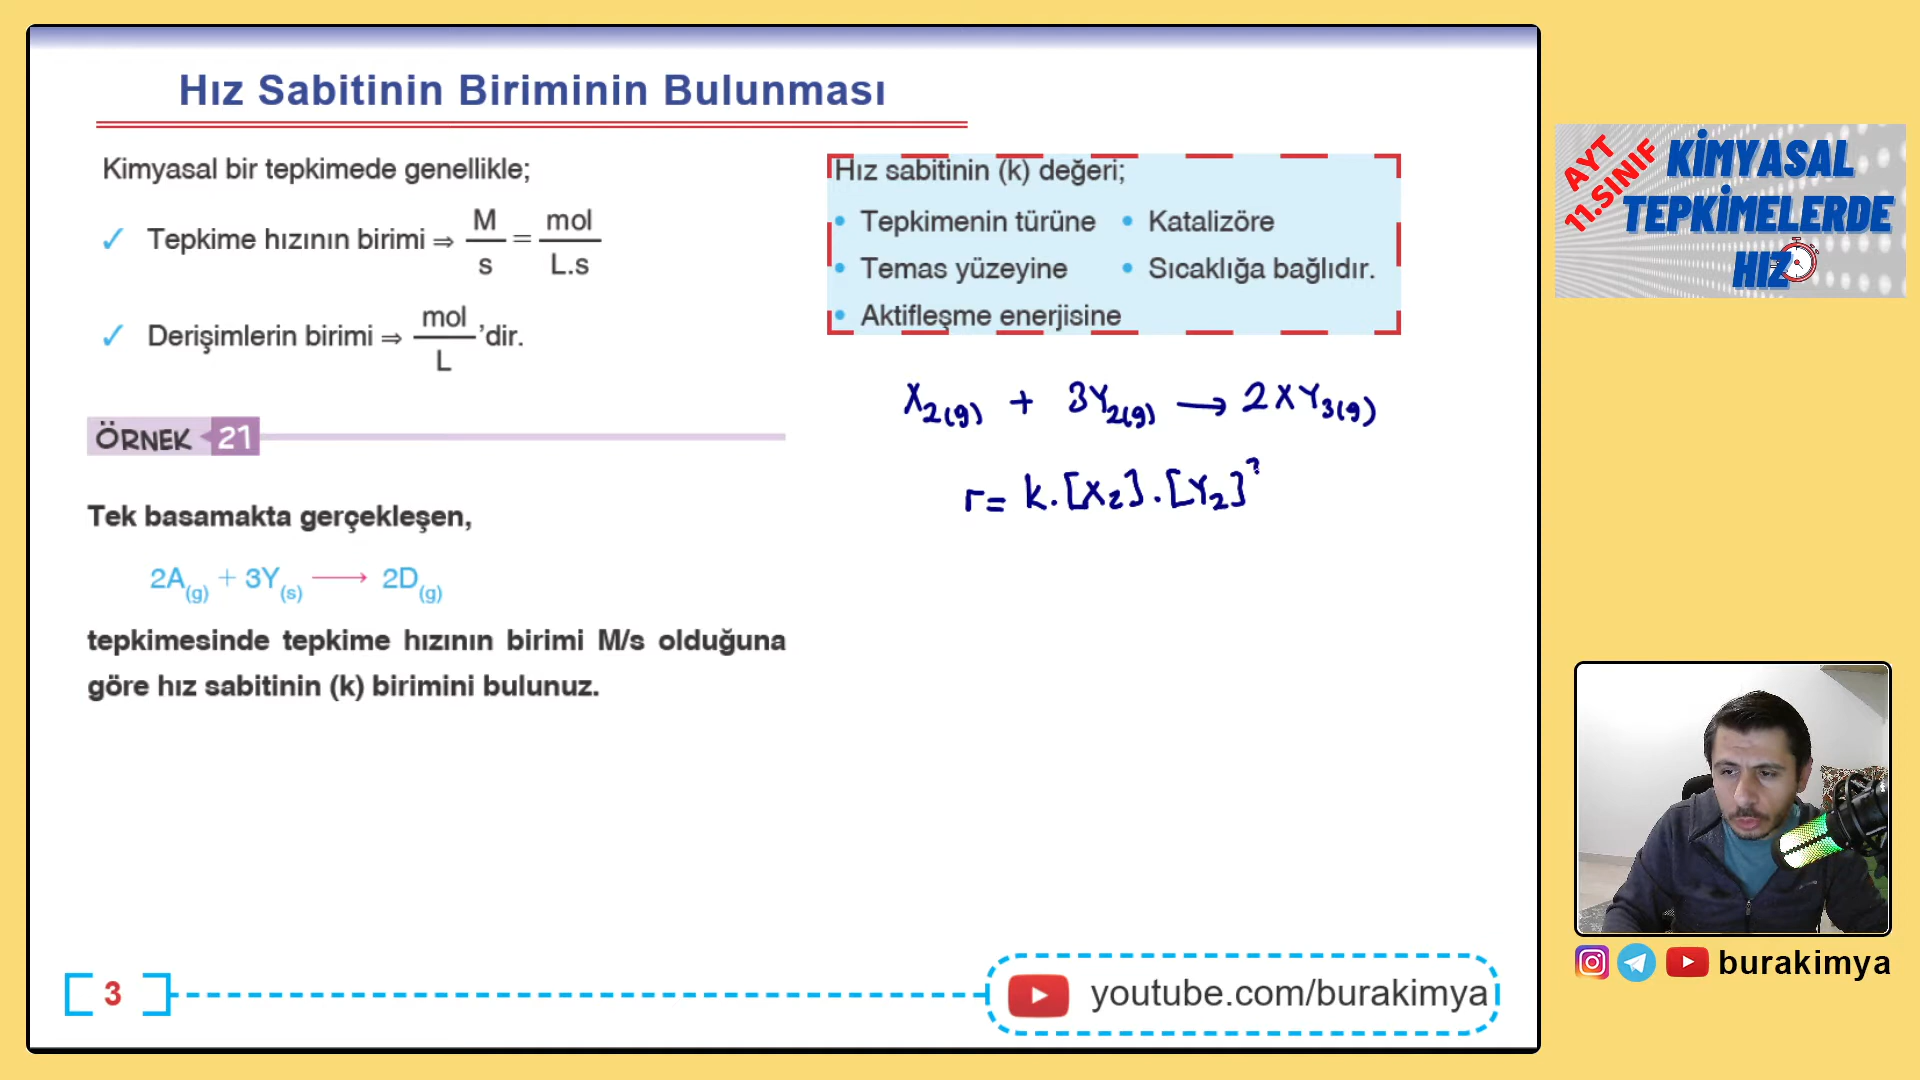 Hız Sabitinin Biriminin Bulunması
Kimyasal bir tepkimede genellikle;
✓ Tepkime hızının birimi ⇒ M/s = mol/L.s
✓ Derişimlerin birimi ⇒ mol/L 'dir.
ÖRNEK 21
Tek basamakta gerçekleşen,
2A(g) + 3Y(s) ⟶ 2D(g)
tepkimesinde tepkime hızının birimi M/s olduğuna
göre hız sabitinin (k) birimini bulunuz.
Hız sabitinin (k) değeri;
• Tepkimenin türüne • Katalizöre
• Temas yüzeyine • Sıcaklığa bağlıdır.
• Aktifleşme enerjisine
X2(g) + 3Y2(g) ⟶ 2XY3(g)
r = k.[X2].[Y2]
3
youtube.com/burakimya
AYT
11.SINIF
KİMYASAL
TEPKİMELERDE
HIZ
burakimya